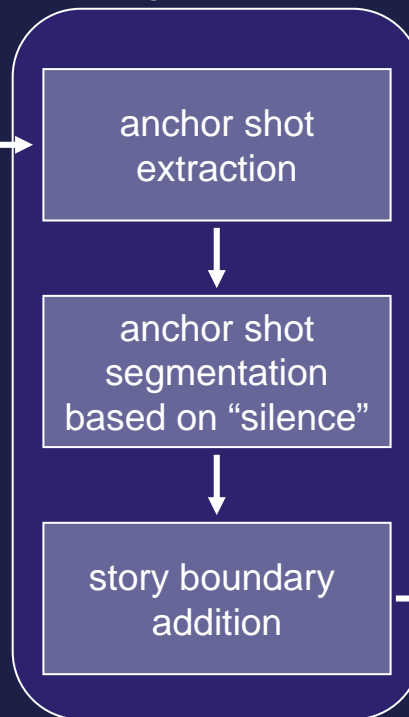 anchor shot
extraction
anchor shot
segmentation
based on “silence”
story boundary
addition